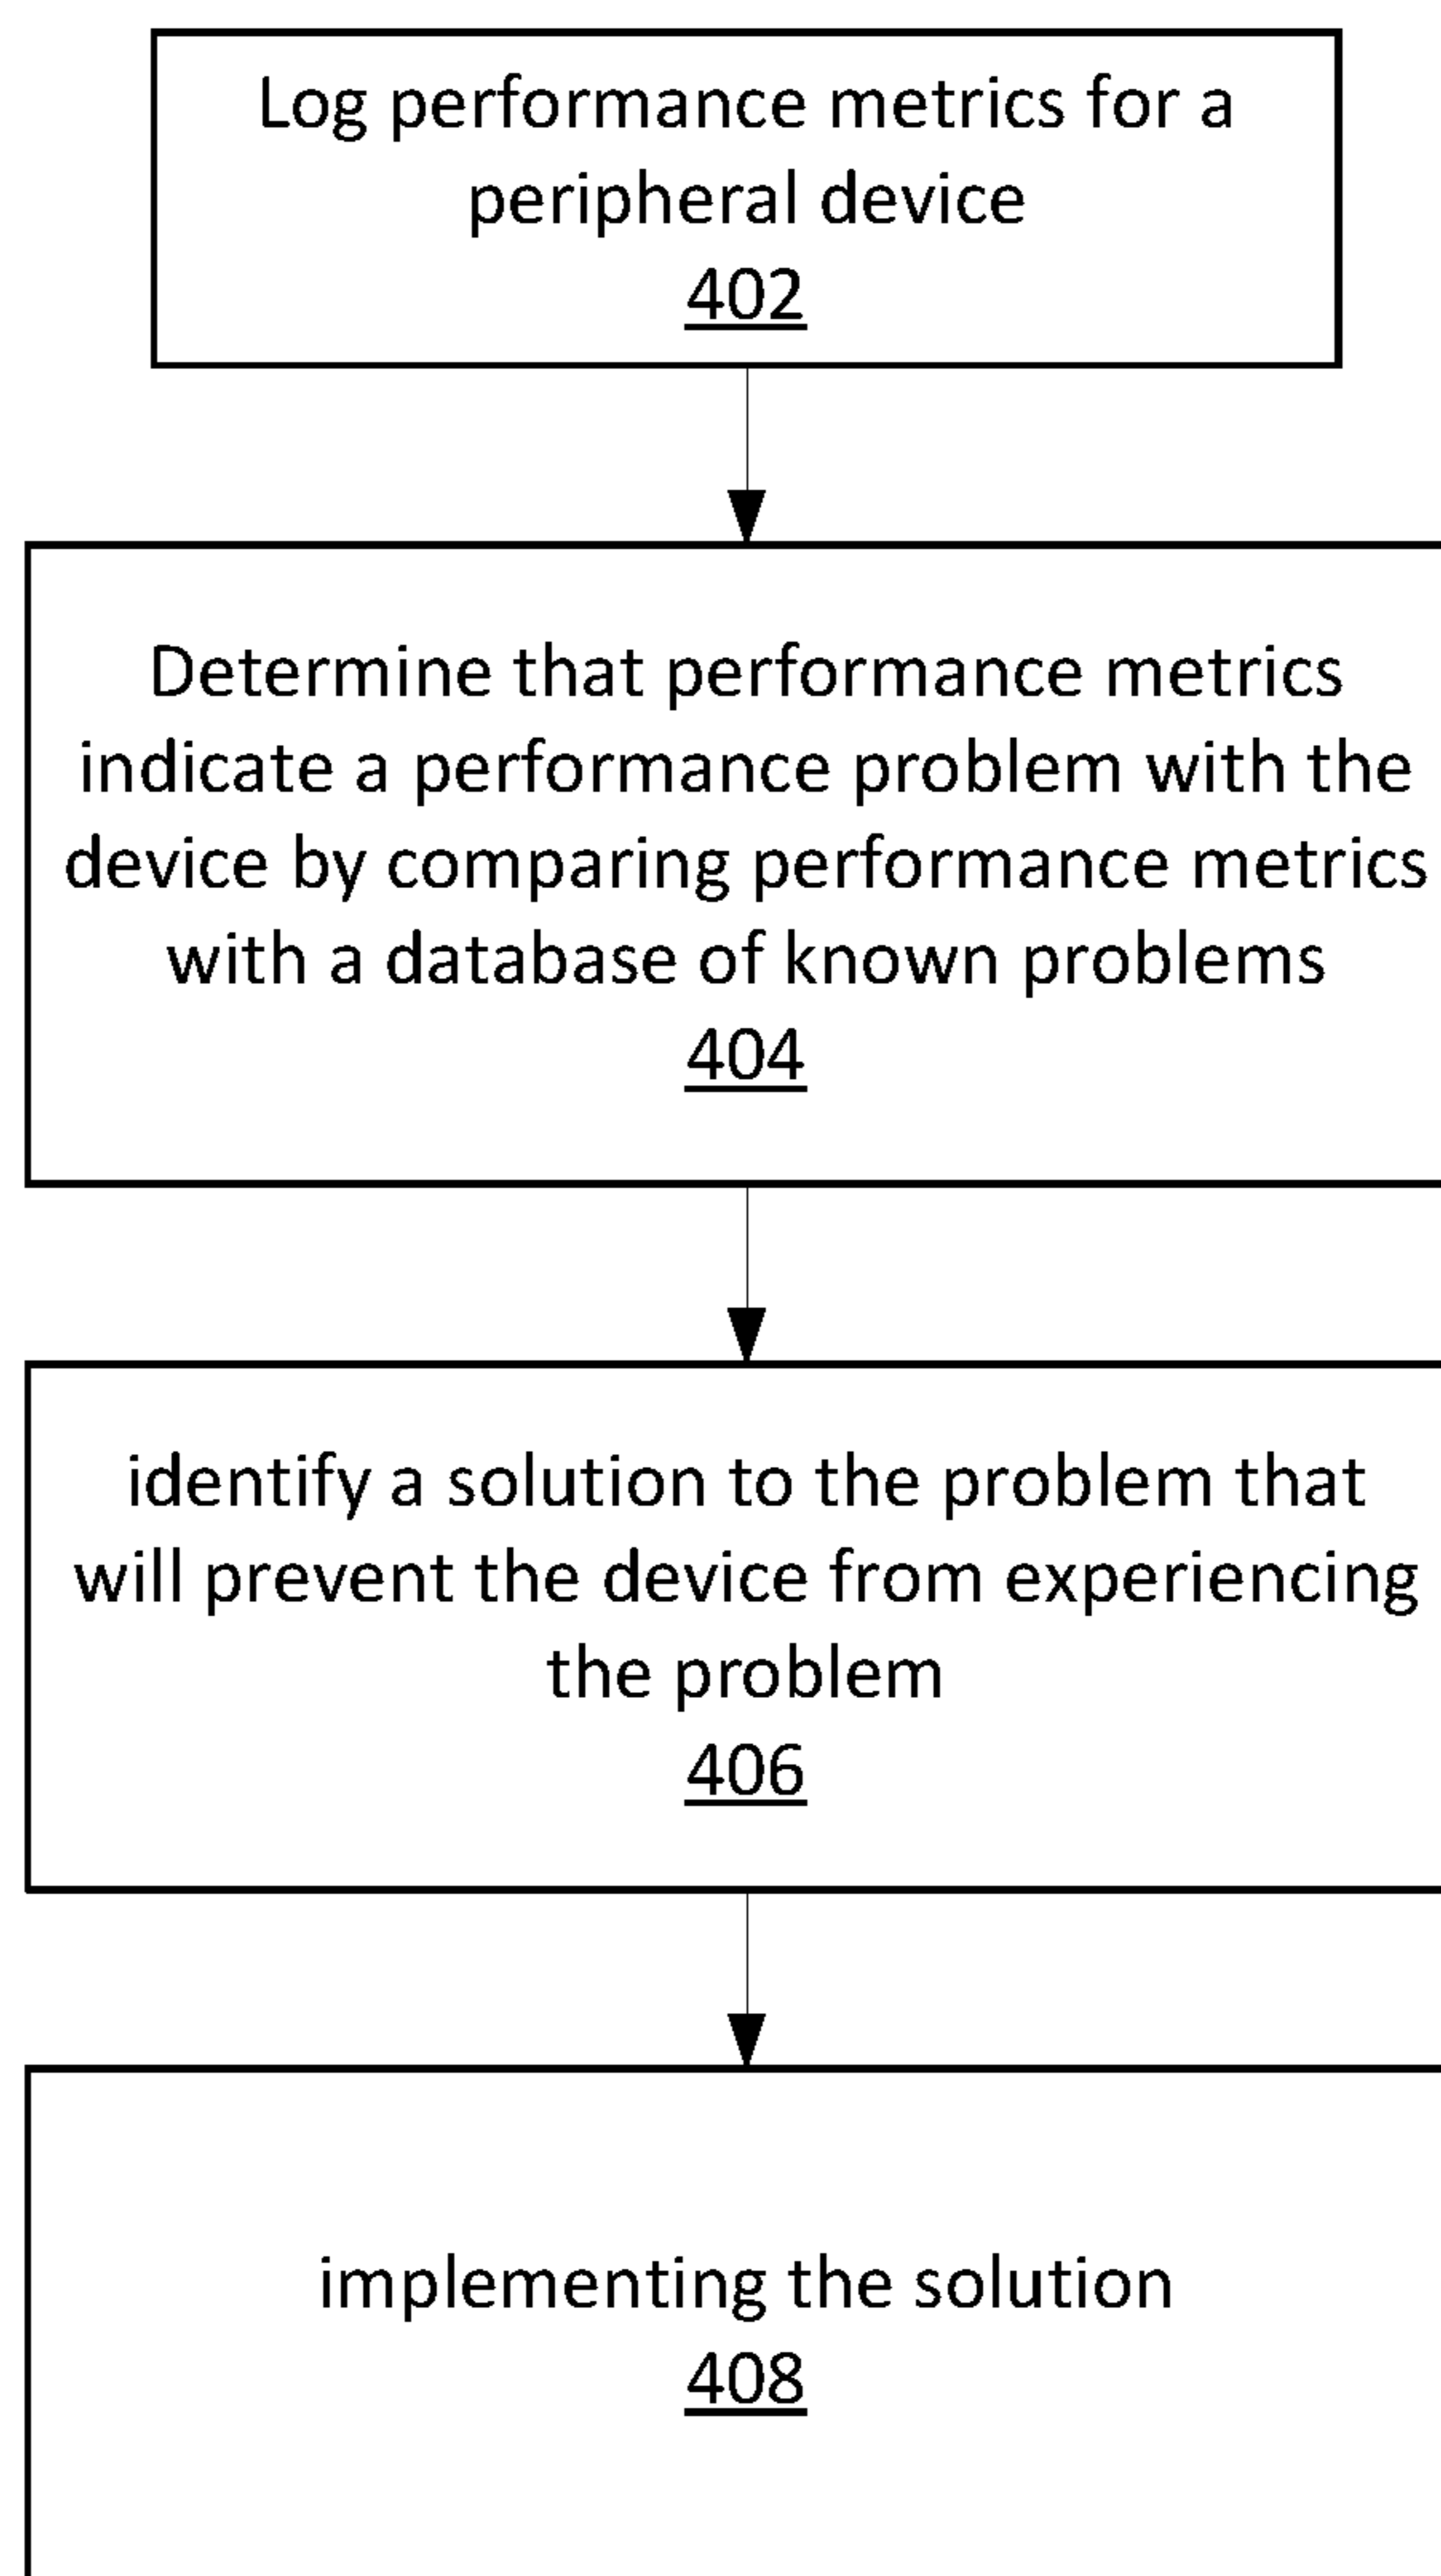 Log performance metrics for a
peripheral device
402
Determine that performance metrics
indicate a performance problem with the
device by comparing performance metrics
with a database of known problems
404
identify a solution to the problem that
will prevent the device from experiencing
the problem
406
implementing the solution
408